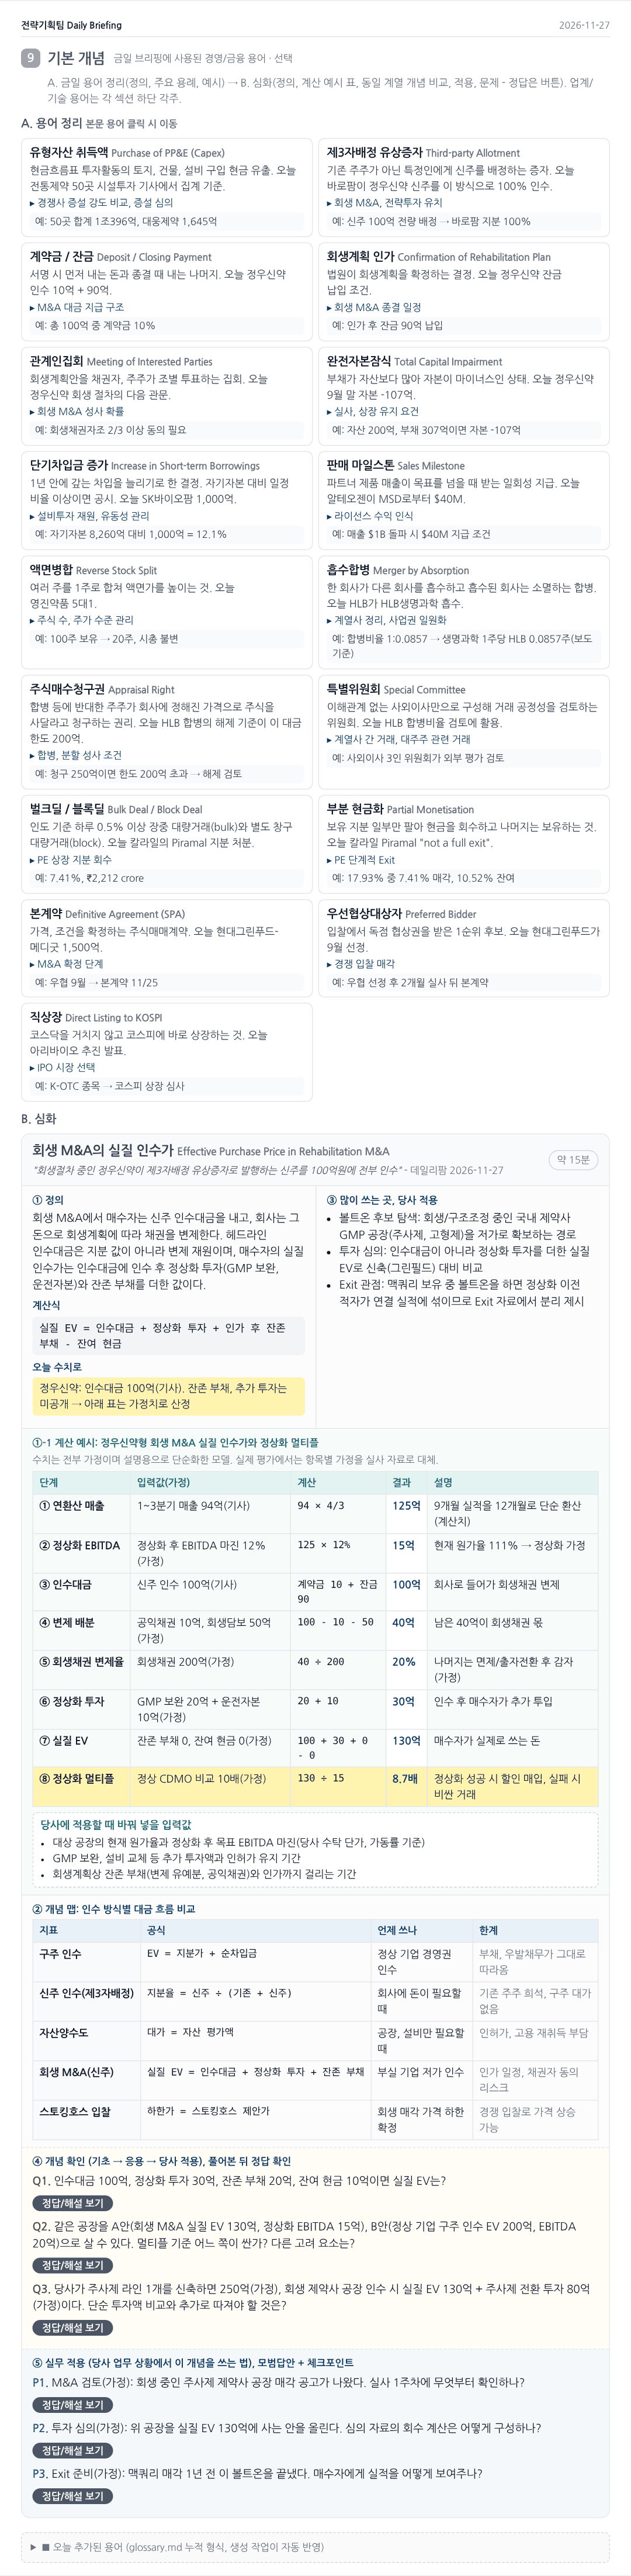 전략기획팀 Daily Briefing
2026-11-27
9 기본 개념 금일 브리핑에 사용된 경영/금융 용어 · 선택
A. 금일 용어 정리(정의, 주요 용례, 예시) → B. 심화(정의, 계산 예시 표, 동일 계열 개념 비교, 적용, 문제 – 정답은 버튼). 업계/
기술 용어는 각 섹션 하단 각주.
A. 용어 정리 본문 용어 클릭 시 이동
유형자산 취득액 Purchase of PP&E (Capex)
현금흐름표 투자활동의 토지, 건물, 설비 구입 현금 유출. 오늘
전통제약 50곳 시설투자 기사에서 집계 기준.
▸ 경쟁사 증설 강도 비교, 증설 심의
예: 50곳 합계 1조396억, 대웅제약 1,645억
제3자배정 유상증자 Third-party Allotment
기존 주주가 아닌 특정인에게 신주를 배정하는 증자. 오늘
바로팜이 정우신약 신주를 이 방식으로 100% 인수.
▸ 회생 M&A, 전략투자 유치
예: 신주 100억 전량 배정 → 바로팜 지분 100%
계약금 / 잔금 Deposit / Closing Payment
서명 시 먼저 내는 돈과 종결 때 내는 나머지. 오늘 정우신약
인수 10억 + 90억.
▸ M&A 대금 지급 구조
예: 총 100억 중 계약금 10%
회생계획 인가 Confirmation of Rehabilitation Plan
법원이 회생계획을 확정하는 결정. 오늘 정우신약 잔금
납입 조건.
▸ 회생 M&A 종결 일정
예: 인가 후 잔금 90억 납입
관계인집회 Meeting of Interested Parties
회생계획안을 채권자, 주주가 조별 투표하는 집회. 오늘
정우신약 회생 절차의 다음 관문.
▸ 회생 M&A 성사 확률
예: 회생채권자조 2/3 이상 동의 필요
완전자본잠식 Total Capital Impairment
부채가 자산보다 많아 자본이 마이너스인 상태. 오늘 정우신약
9월 말 자본 -107억.
▸ 실사, 상장 유지 요건
예: 자산 200억, 부채 307억이면 자본 -107억
단기차입금 증가 Increase in Short-term Borrowings
1년 안에 갚는 차입을 늘리기로 한 결정. 자기자본 대비 일정
비율 이상이면 공시. 오늘 SK바이오팜 1,000억.
▸ 설비투자 재원, 유동성 관리
예: 자기자본 8,260억 대비 1,000억 = 12.1%
판매 마일스톤 Sales Milestone
파트너 제품 매출이 목표를 넘을 때 받는 일회성 지급. 오늘
알테오젠이 MSD로부터 $40M.
▸ 라이선스 수익 인식
예: 매출 $1B 돌파 시 $40M 지급 조건
액면병합 Reverse Stock Split
여러 주를 1주로 합쳐 액면가를 높이는 것. 오늘
영진약품 5대1.
▸ 주식 수, 주가 수준 관리
예: 100주 보유 → 20주, 시총 불변
흡수합병 Merger by Absorption
한 회사가 다른 회사를 흡수하고 흡수된 회사는 소멸하는 합병.
오늘 HLB가 HLB생명과학 흡수.
▸ 계열사 정리, 사업권 일원화
예: 합병비율 1:0.0857 → 생명과학 1주당 HLB 0.0857주(보도
기준)
주식매수청구권 Appraisal Right
합병 등에 반대한 주주가 회사에 정해진 가격으로 주식을
사달라고 청구하는 권리. 오늘 HLB 합병의 해제 기준이 이 대금
한도 200억.
▸ 합병, 분할 성사 조건
예: 청구 250억이면 한도 200억 초과 → 해제 검토
특별위원회 Special Committee
이해관계 없는 사외이사만으로 구성해 거래 공정성을 검토하는
위원회. 오늘 HLB 합병비율 검토에 활용.
▸ 계열사 간 거래, 대주주 관련 거래
예: 사외이사 3인 위원회가 외부 평가 검토
벌크딜 / 블록딜 Bulk Deal / Block Deal
인도 기준 하루 0.5% 이상 장중 대량거래(bulk)와 별도 창구
대량거래(block). 오늘 칼라일의 Piramal 지분 처분.
▸ PE 상장 지분 회수
예: 7.41%, ₹2,212 crore
부분 현금화 Partial Monetisation
보유 지분 일부만 팔아 현금을 회수하고 나머지는 보유하는 것.
오늘 칼라일 Piramal "not a full exit".
▸ PE 단계적 Exit
예: 17.93% 중 7.41% 매각, 10.52% 잔여
본계약 Definitive Agreement (SPA)
가격, 조건을 확정하는 주식매매계약. 오늘 현대그린푸드-
메디굿 1,500억.
▸ M&A 확정 단계
예: 우협 9월 → 본계약 11/25
우선협상대상자 Preferred Bidder
입찰에서 독점 협상권을 받은 1순위 후보. 오늘 현대그린푸드가
9월 선정.
▸ 경쟁 입찰 매각
예: 우협 선정 후 2개월 실사 뒤 본계약
직상장 Direct Listing to KOSPI
코스닥을 거치지 않고 코스피에 바로 상장하는 것. 오늘
아리바이오 추진 발표.
▸ IPO 시장 선택
예: K-OTC 종목 → 코스피 상장 심사
B. 심화
회생 M&A의 실질 인수가 Effective Purchase Price in Rehabilitation M&A
"회생절차 중인 정우신약이 제3자배정 유상증자로 발행하는 신주를 100억원에 전부 인수" - 데일리팜 2026-11-27
약 15분
① 정의
회생 M&A에서 매수자는 신주 인수대금을 내고, 회사는 그
돈으로 회생계획에 따라 채권을 변제한다. 헤드라인
인수대금은 지분 값이 아니라 변제 재원이며, 매수자의 실질
인수가는 인수대금에 인수 후 정상화 투자(GMP 보완,
운전자본)와 잔존 부채를 더한 값이다.
계산식
실질 EV = 인수대금 + 정상화 투자 + 인가 후 잔존
부채 - 잔여 현금
오늘 수치로
정우신약: 인수대금 100억(기사). 잔존 부채, 추가 투자는
미공개 → 아래 표는 가정치로 산정
③ 많이 쓰는 곳, 당사 적용
• 볼트온 후보 탐색: 회생/구조조정 중인 국내 제약사
GMP 공장(주사제, 고형제)을 저가로 확보하는 경로
• 투자 심의: 인수대금이 아니라 정상화 투자를 더한 실질
EV로 신축(그린필드) 대비 비교
• Exit 관점: 맥쿼리 보유 중 볼트온을 하면 정상화 이전
적자가 연결 실적에 섞이므로 Exit 자료에서 분리 제시
①-1 계산 예시: 정우신약형 회생 M&A 실질 인수가와 정상화 멀티플
수치는 전부 가정이며 설명용으로 단순화한 모델. 실제 평가에서는 항목별 가정을 실사 자료로 대체.
단계 입력값(가정) 계산 결과 설명
① 연환산 매출 1~3분기 매출 94억(기사) 94 × 4/3 125억 9개월 실적을 12개월로 단순 환산
(계산치)
② 정상화 EBITDA 정상화 후 EBITDA 마진 12% 125 × 12% 15억 현재 원가율 111% → 정상화 가정
(가정)
③ 인수대금 신주 인수 100억(기사) 계약금 10 + 잔금 100억 회사로 들어가 회생채권 변제
90
④ 변제 배분 공익채권 10억, 회생담보 50억 100 - 10 - 50 40억 남은 40억이 회생채권 몫
(가정)
⑤ 회생채권 변제율 회생채권 200억(가정) 40 ÷ 200 20% 나머지는 면제/출자전환 후 감자
(가정)
⑥ 정상화 투자 GMP 보완 20억 + 운전자본 20 + 10 30억 인수 후 매수자가 추가 투입
10억(가정)
⑦ 실질 EV 잔존 부채 0, 잔여 현금 0(가정) 100 + 30 + 0 130억 매수자가 실제로 쓰는 돈
- 0
⑧ 정상화 멀티플 정상 CDMO 비교 10배(가정) 130 ÷ 15 8.7배 정상화 성공 시 할인 매입, 실패 시
비싼 거래
당사에 적용할 때 바꿔 넣을 입력값
• 대상 공장의 현재 원가율과 정상화 후 목표 EBITDA 마진(당사 수탁 단가, 가동률 기준)
• GMP 보완, 설비 교체 등 추가 투자액과 인허가 유지 기간
• 회생계획상 잔존 부채(변제 유예분, 공익채권)와 인가까지 걸리는 기간
② 개념 맵: 인수 방식별 대금 흐름 비교
지표 공식 언제 쓰나 한계
구주 인수 EV = 지분가 + 순차입금 정상 기업 경영권 부채, 우발채무가 그대로
인수 따라옴
신주 인수(제3자배정) 지분율 = 신주 ÷ (기존 + 신주) 회사에 돈이 필요할 기존 주주 희석, 구주 대가
때 없음
자산양수도 대가 = 자산 평가액 공장, 설비만 필요할 인허가, 고용 재취득 부담
때
회생 M&A(신주) 실질 EV = 인수대금 + 정상화 투자 + 잔존 부채 부실 기업 저가 인수 인가 일정, 채권자 동의
리스크
스토킹호스 입찰 하한가 = 스토킹호스 제안가 회생 매각 가격 하한 경쟁 입찰로 가격 상승
확정 가능
④ 개념 확인 (기초 → 응용 → 당사 적용), 풀어본 뒤 정답 확인
Q1. 인수대금 100억, 정상화 투자 30억, 잔존 부채 20억, 잔여 현금 10억이면 실질 EV는?
정답/해설 보기
Q2. 같은 공장을 A안(회생 M&A 실질 EV 130억, 정상화 EBITDA 15억), B안(정상 기업 구주 인수 EV 200억, EBITDA
20억)으로 살 수 있다. 멀티플 기준 어느 쪽이 싼가? 다른 고려 요소는?
정답/해설 보기
Q3. 당사가 주사제 라인 1개를 신축하면 250억(가정), 회생 제약사 공장 인수 시 실질 EV 130억 + 주사제 전환 투자 80억
(가정)이다. 단순 투자액 비교와 추가로 따져야 할 것은?
정답/해설 보기
⑤ 실무 적용 (당사 업무 상황에서 이 개념을 쓰는 법), 모범답안 + 체크포인트
P1. M&A 검토(가정): 회생 중인 주사제 제약사 공장 매각 공고가 나왔다. 실사 1주차에 무엇부터 확인하나?
정답/해설 보기
P2. 투자 심의(가정): 위 공장을 실질 EV 130억에 사는 안을 올린다. 심의 자료의 회수 계산은 어떻게 구성하나?
정답/해설 보기
P3. Exit 준비(가정): 맥쿼리 매각 1년 전 이 볼트온을 끝냈다. 매수자에게 실적을 어떻게 보여주나?
정답/해설 보기
▶ ■ 오늘 추가된 용어 (glossary.md 누적 형식, 생성 작업이 자동 반영)